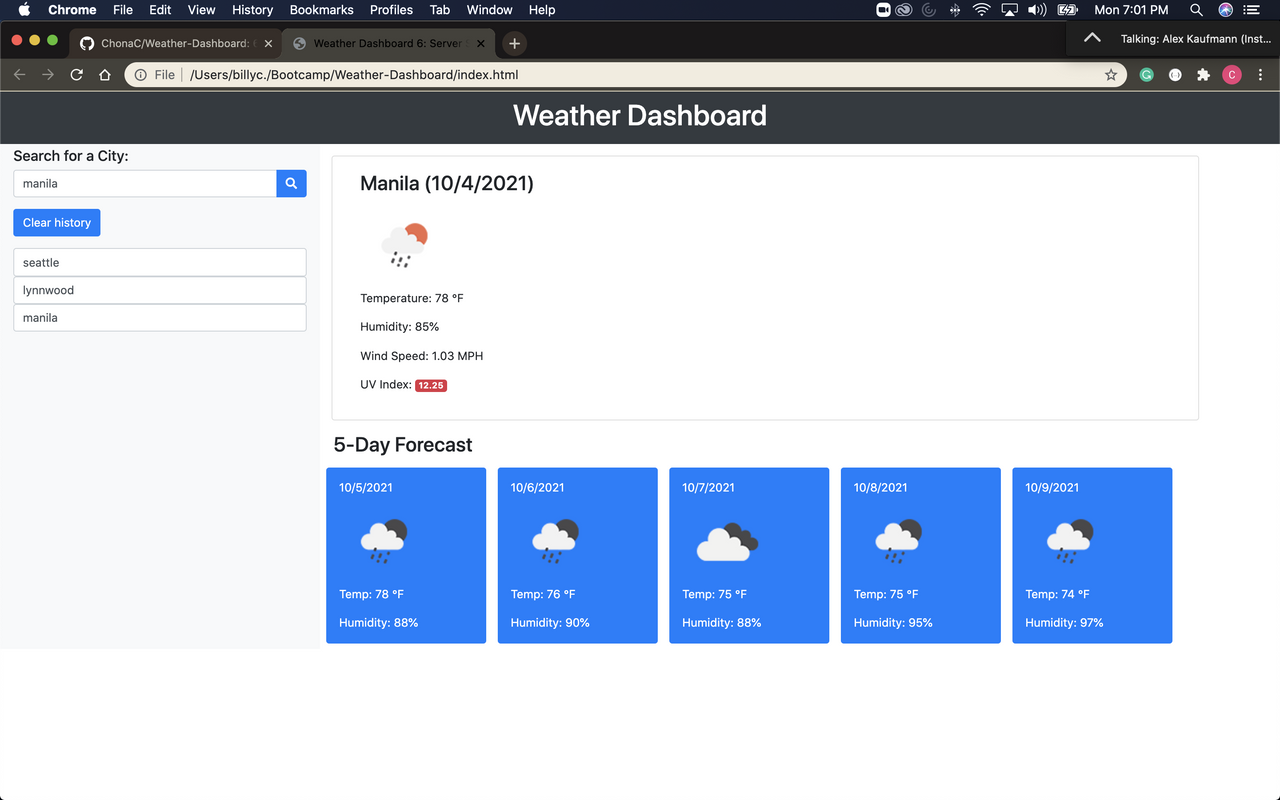 Chrome File Edit View History Bookmarks Profiles Tab Window Help Mon 7:01 PM
ChonaC/Weather-Dashboard: Weather Dashboard 6: Server Talking: Alex Kaufmann (Inst...
File /Users/billyc./Bootcamp/Weather-Dashboard/index.html C
Weather Dashboard
Search for a City:
manila
Clear history
seattle
lynnwood
manila
Manila (10/4/2021)
Temperature: 78 °F
Humidity: 85%
Wind Speed: 1.03 MPH
UV Index: 12.25
5-Day Forecast
10/5/2021
Temp: 78 °F
Humidity: 88%
10/6/2021
Temp: 76 °F
Humidity: 90%
10/7/2021
Temp: 75 °F
Humidity: 88%
10/8/2021
Temp: 75 °F
Humidity: 95%
10/9/2021
Temp: 74 °F
Humidity: 97%